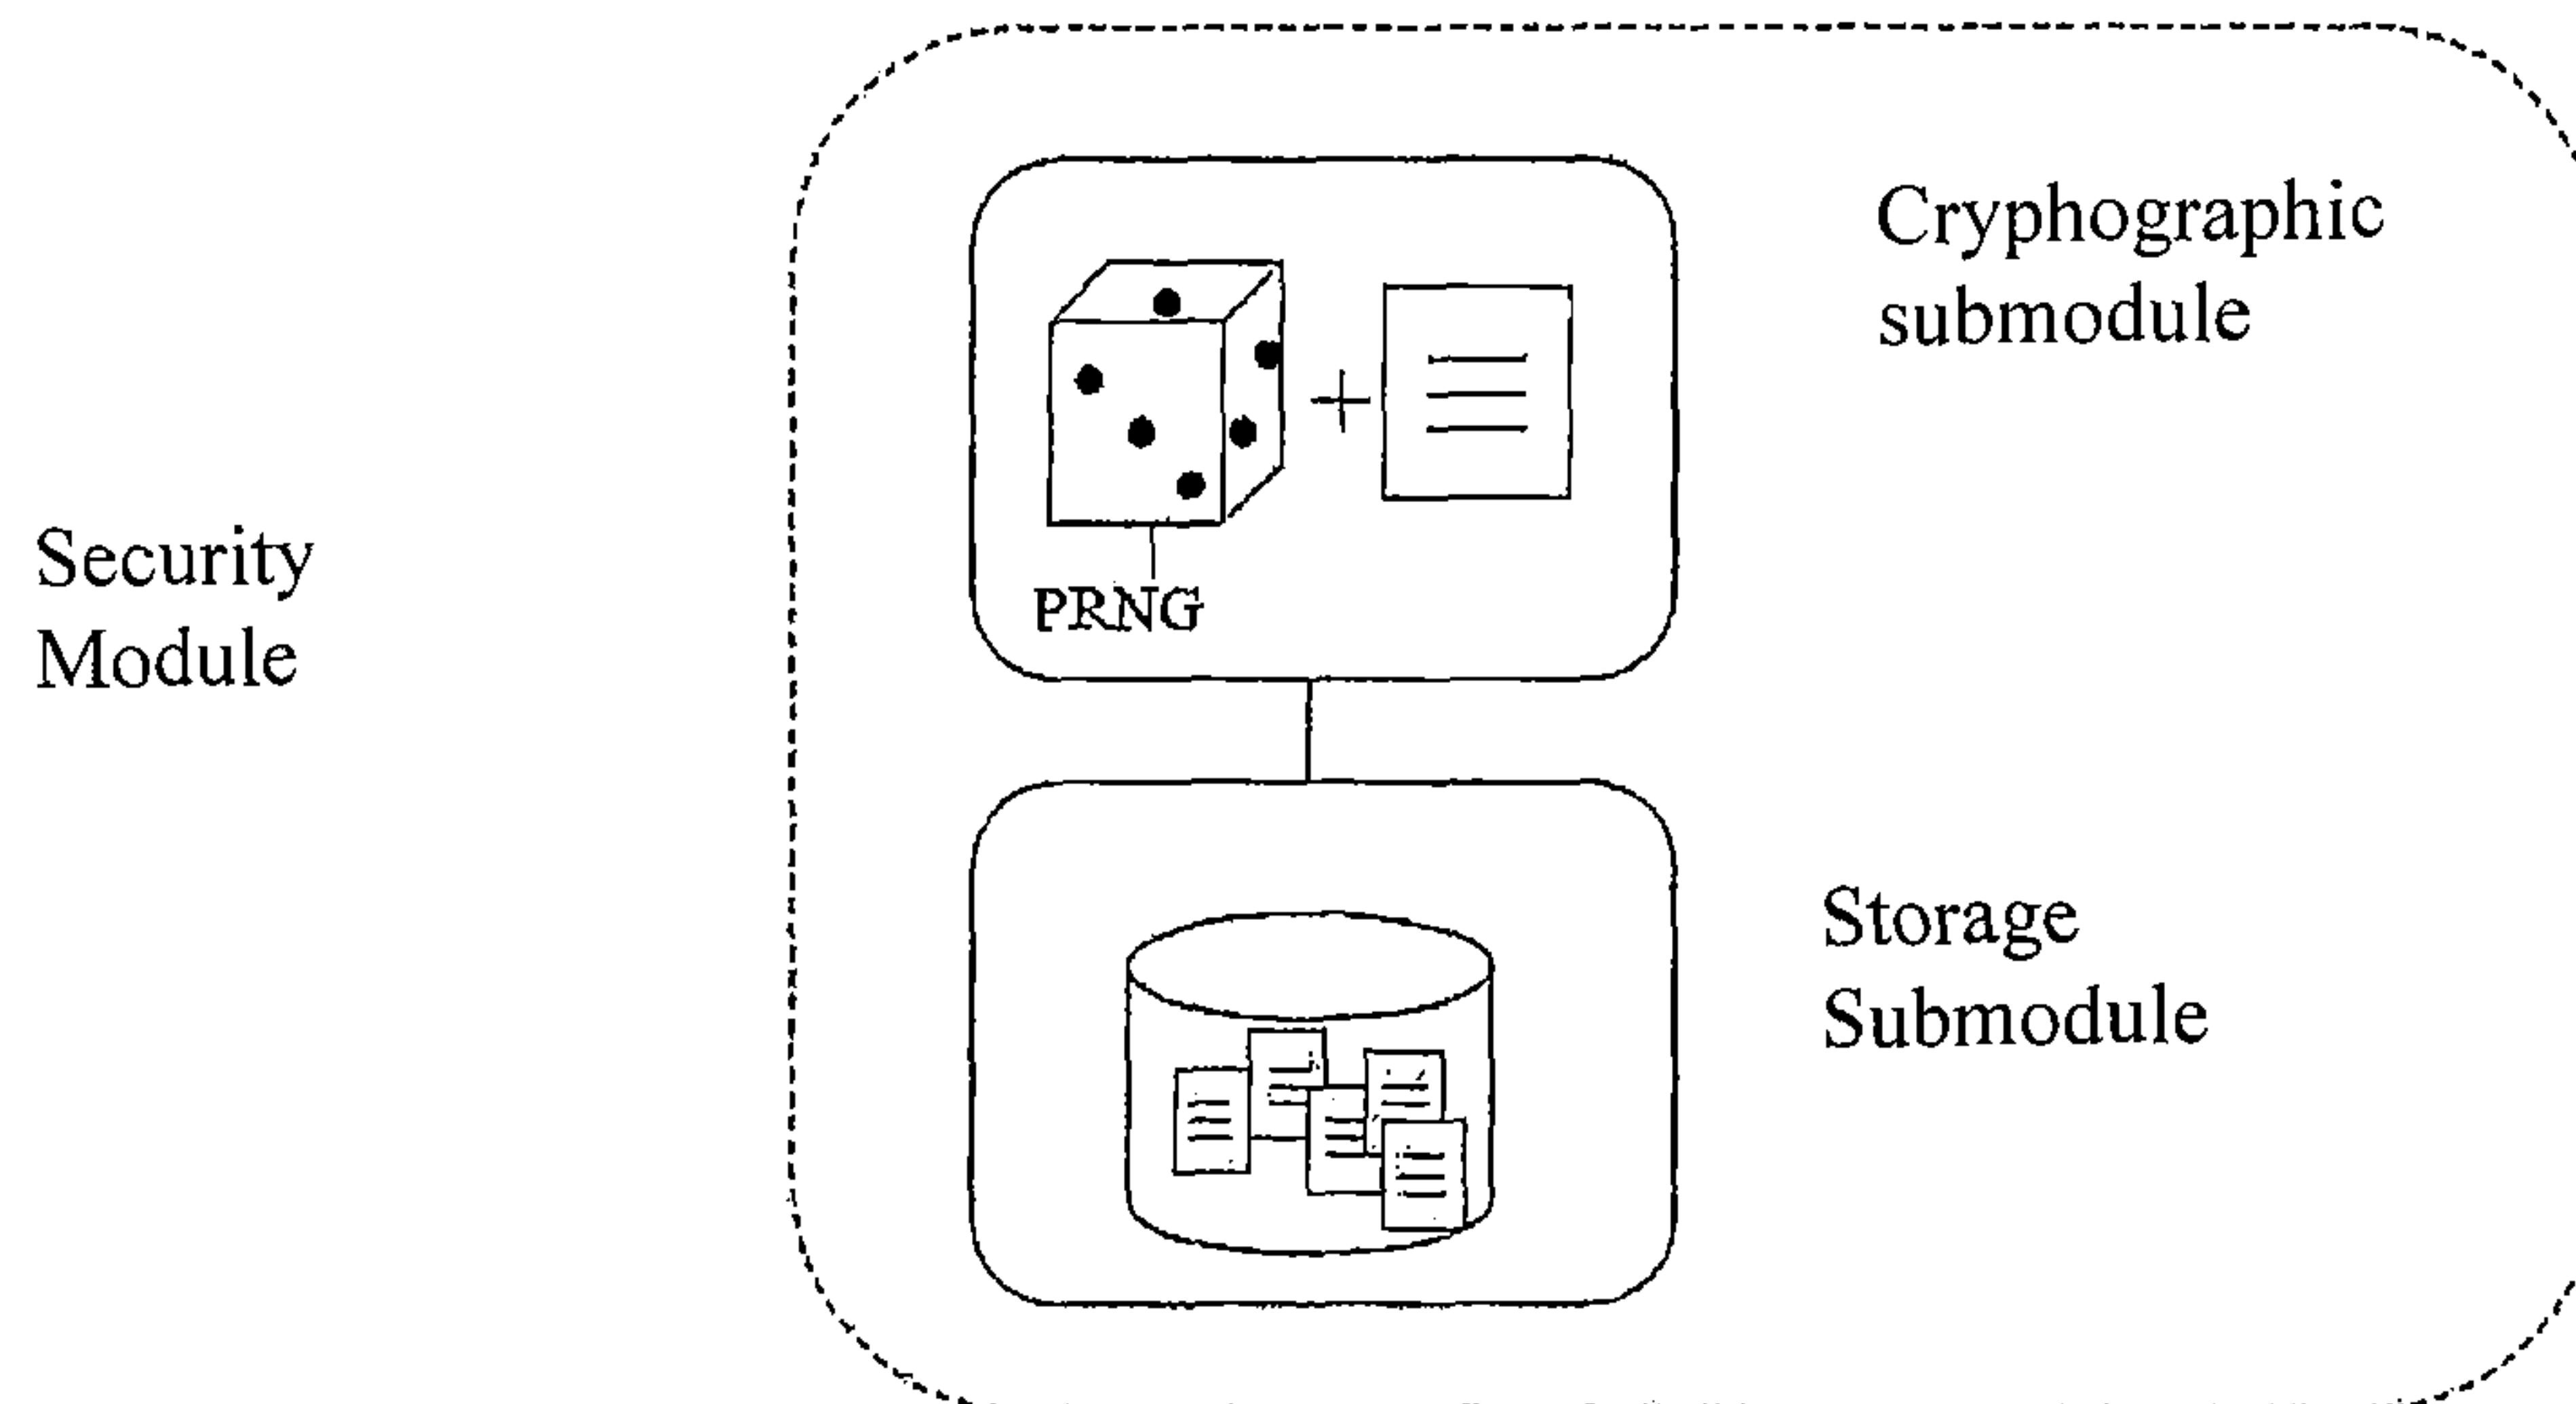 Security
Module
Cryphographic
submodule
PRNG
Storage
Submodule